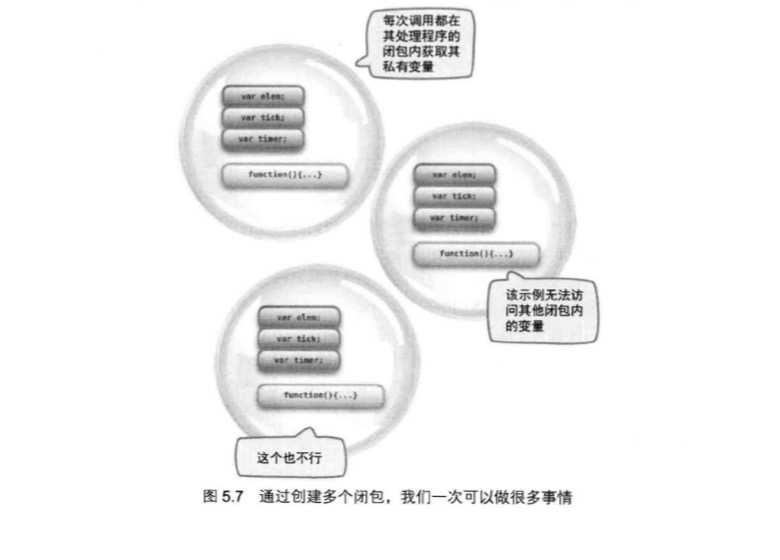 每次调用都在
其处理程序的
闭包内获取其
私有变量
var elem;
var tick;
var timer;
function(){...}
var elem;
var tick;
var timer;
function(){...}
该示例无法访
问其他闭包内
的变量
var elem;
var tick;
var timer;
function(){...}
这个也不行
图 5.7 通过创建多个闭包，我们一次可以做很多事情